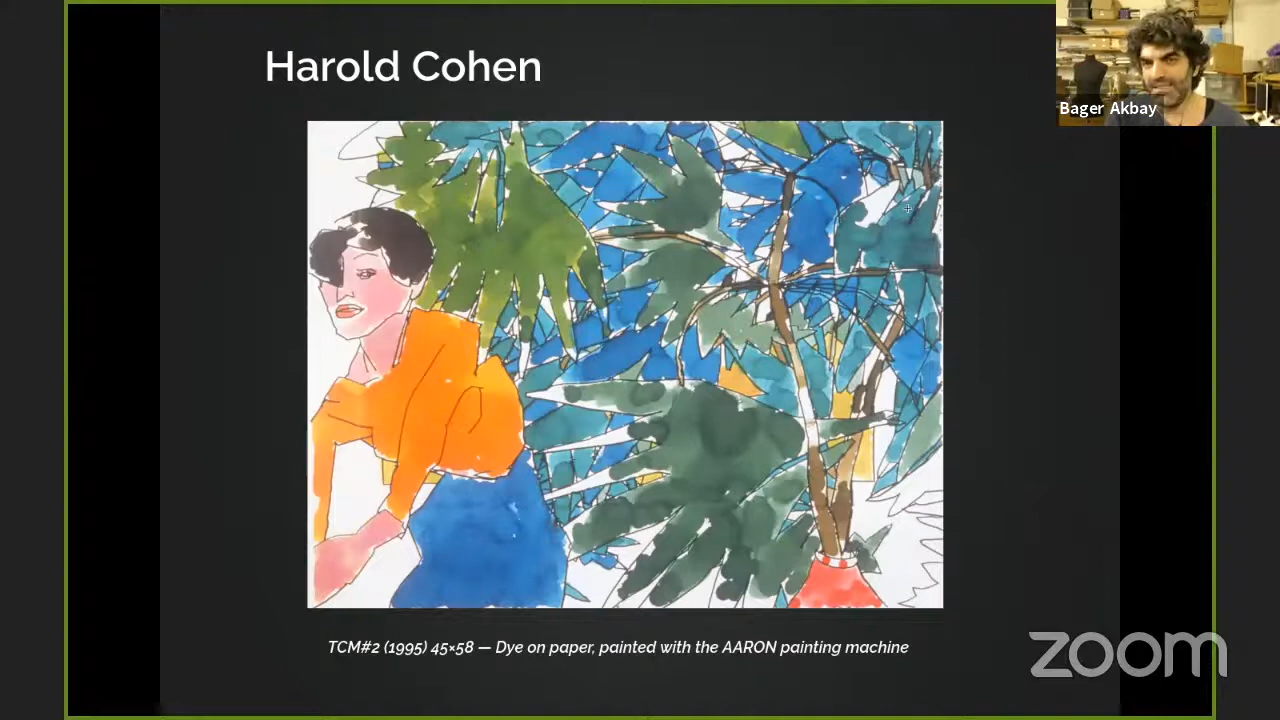 Harold Cohen
Bager Akbay
TCM#2 (1995) 45×58 — Dye on paper, painted with the AARON painting machine
zoom